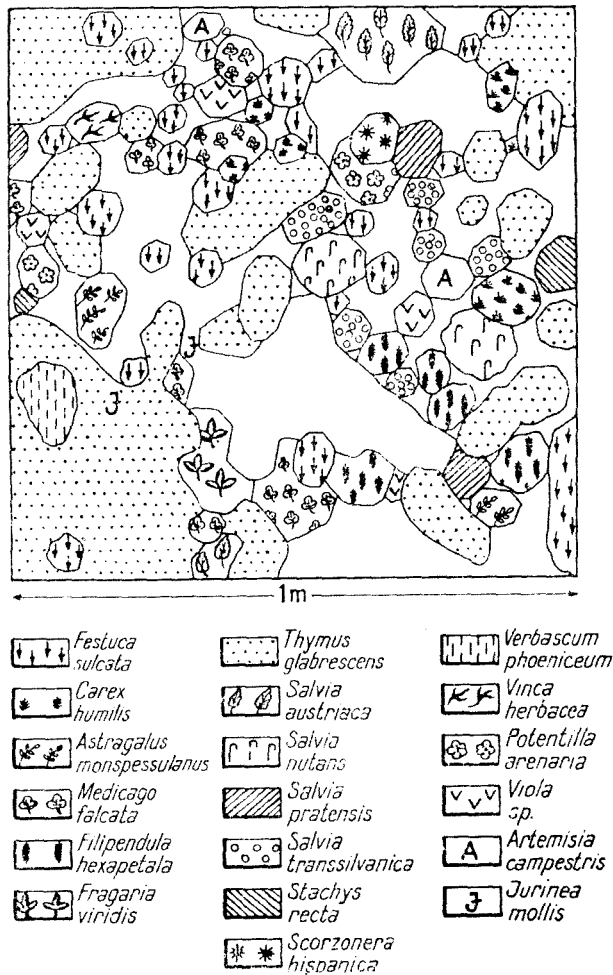 A
A
J
J
1m
Festuca
sulcata
Carex
humilis
Astragalus
monspessulanus
Medicago
falcata
Filipendula
hexapetala
Fragaria
viridis
Thymus
glabrescens
Salvia
austriaca
Salvia
nutans
Salvia
pratensis
Salvia
transsilvanica
Stachys
recta
Scorzonera
hispanica
Verbascum
phoeniceum
Vinca
herbacea
Potentilla
arenaria
Viola
sp.
A
Artemisia
campestris
J
Jurinea
mollis